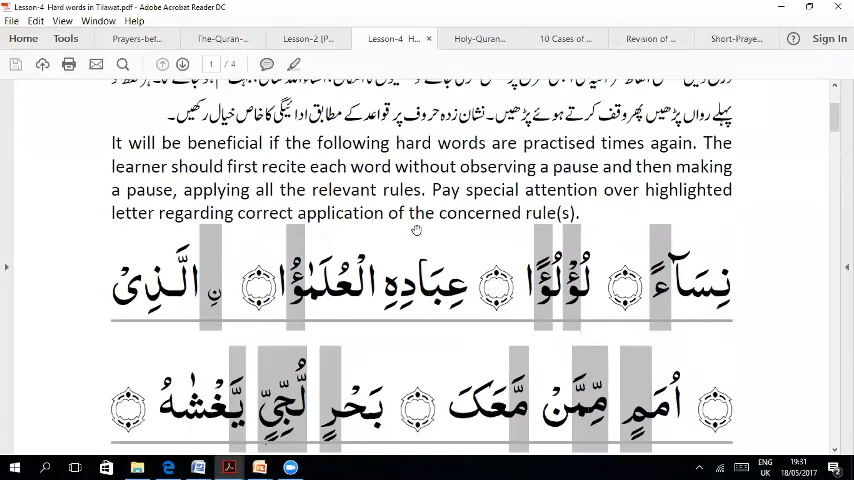 Lesson-4 Hard words in Tilawat.pdf - Adobe Acrobat Reader DC
File Edit View Window Help
Home Tools Prayers-bef... The-Quran-... Lesson-2 (P... Lesson-4 H... × Holy-Quran... 10 Cases of ... Revision of ... Short-Praye... Sign In
1 / 4
پہلے رواں پڑھیں پھر وقف کرتے ہوئے پڑھیں۔ نشان زدہ حروف پر قواعد کے مطابق ادائیگی کا خاص خیال رکھیں۔
It will be beneficial if the following hard words are practised times again. The
learner should first recite each word without observing a pause and then making
a pause, applying all the relevant rules. Pay special attention over highlighted
letter regarding correct application of the concerned rule(s).
نِسَآءً لُؤْلُؤًا عِبَادِهِ الْعُلَمٰٓؤُا نِ الَّذِیْ
اُمَمٍ مِّمَّنْ مَّعَکَ بَحْرٍ لُّجِّیٍّ یَّغْشٰهُ
ENG 19:31
UK 18/05/2017
2